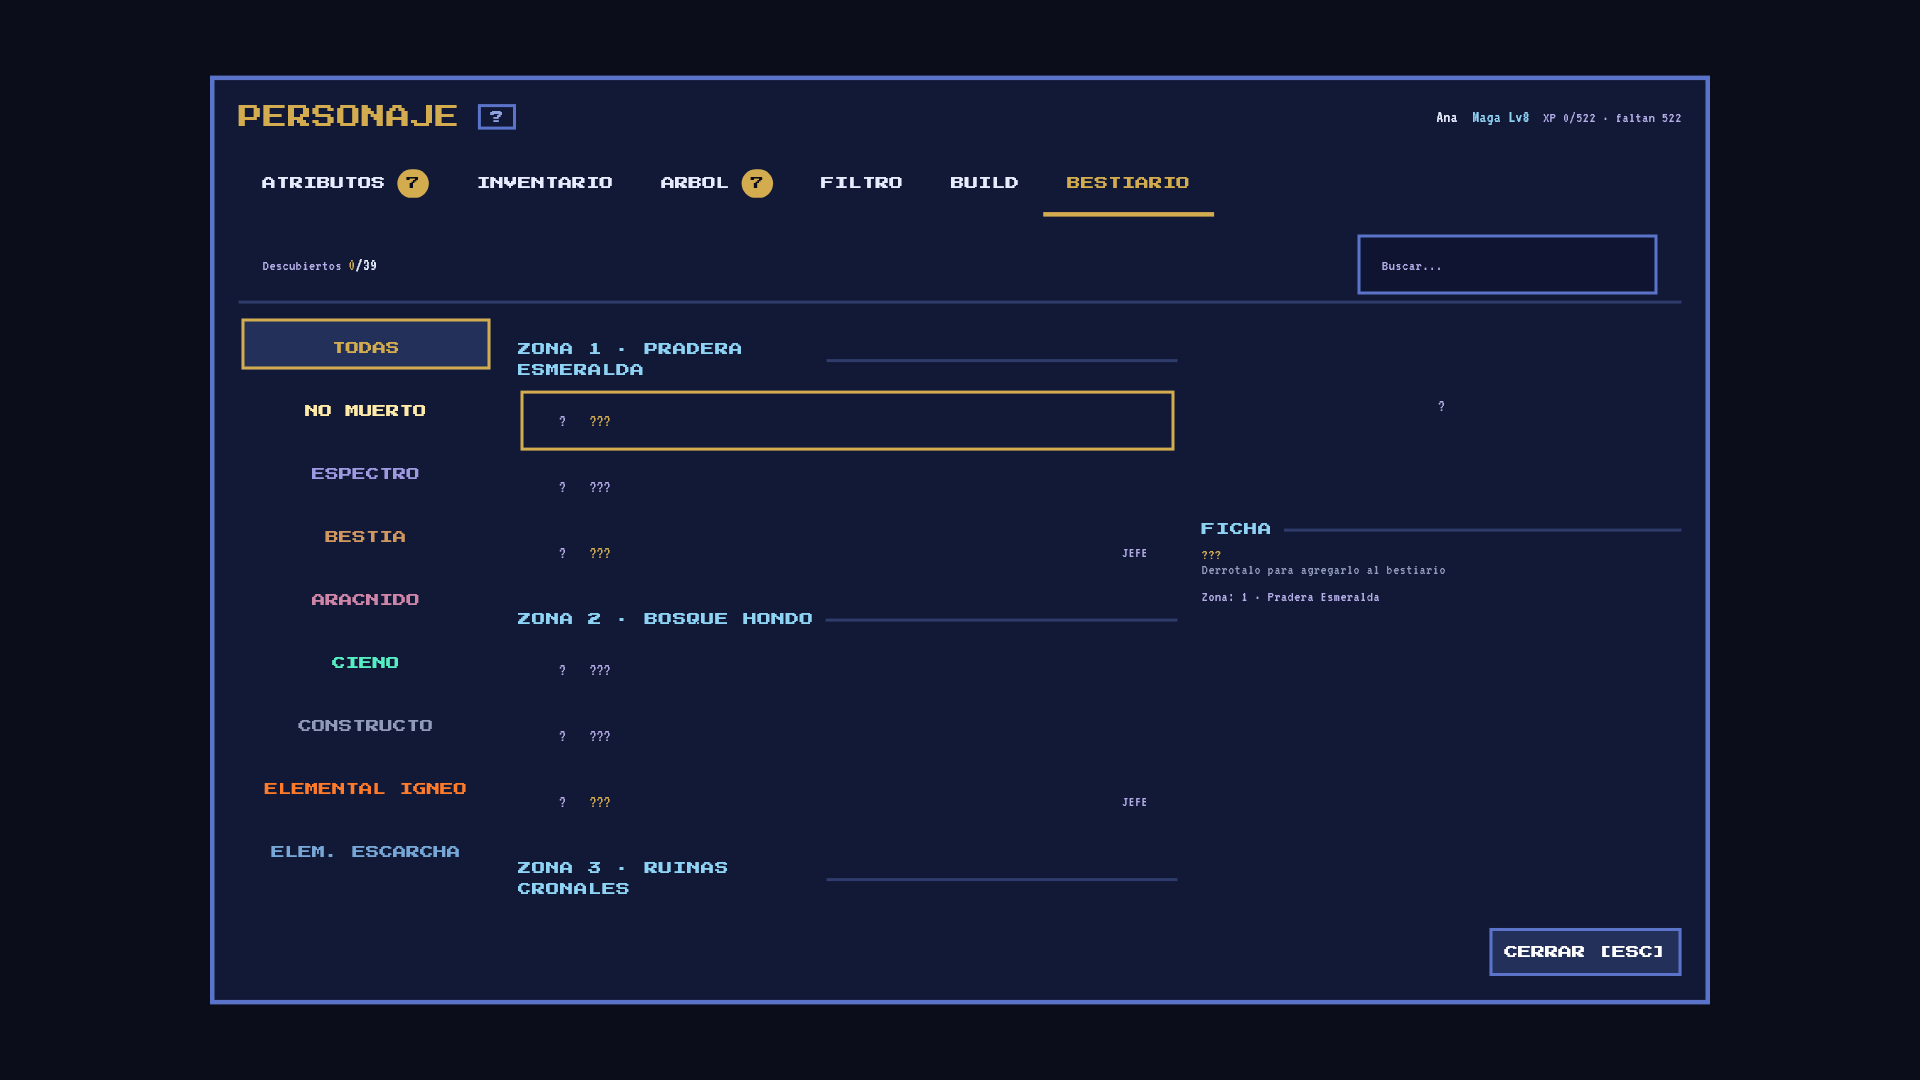 PERSONAJE ?
Ana Maga Lv8 XP 0/522 · faltan 522
ATRIBUTOS 7 INVENTARIO ARBOL 7 FILTRO BUILD BESTIARIO
Descubiertos 0/39
Buscar...
TODAS
NO MUERTO
ESPECTRO
BESTIA
ARACNIDO
CIENO
CONSTRUCTO
ELEMENTAL IGNEO
ELEM. ESCARCHA
ZONA 1 · PRADERA
ESMERALDA
? ???
? ???
? ??? JEFE
ZONA 2 · BOSQUE HONDO
? ???
? ???
? ??? JEFE
ZONA 3 · RUINAS
CRONALES
?
FICHA
???
Derrotalo para agregarlo al bestiario
Zona: 1 · Pradera Esmeralda
CERRAR [ESC]